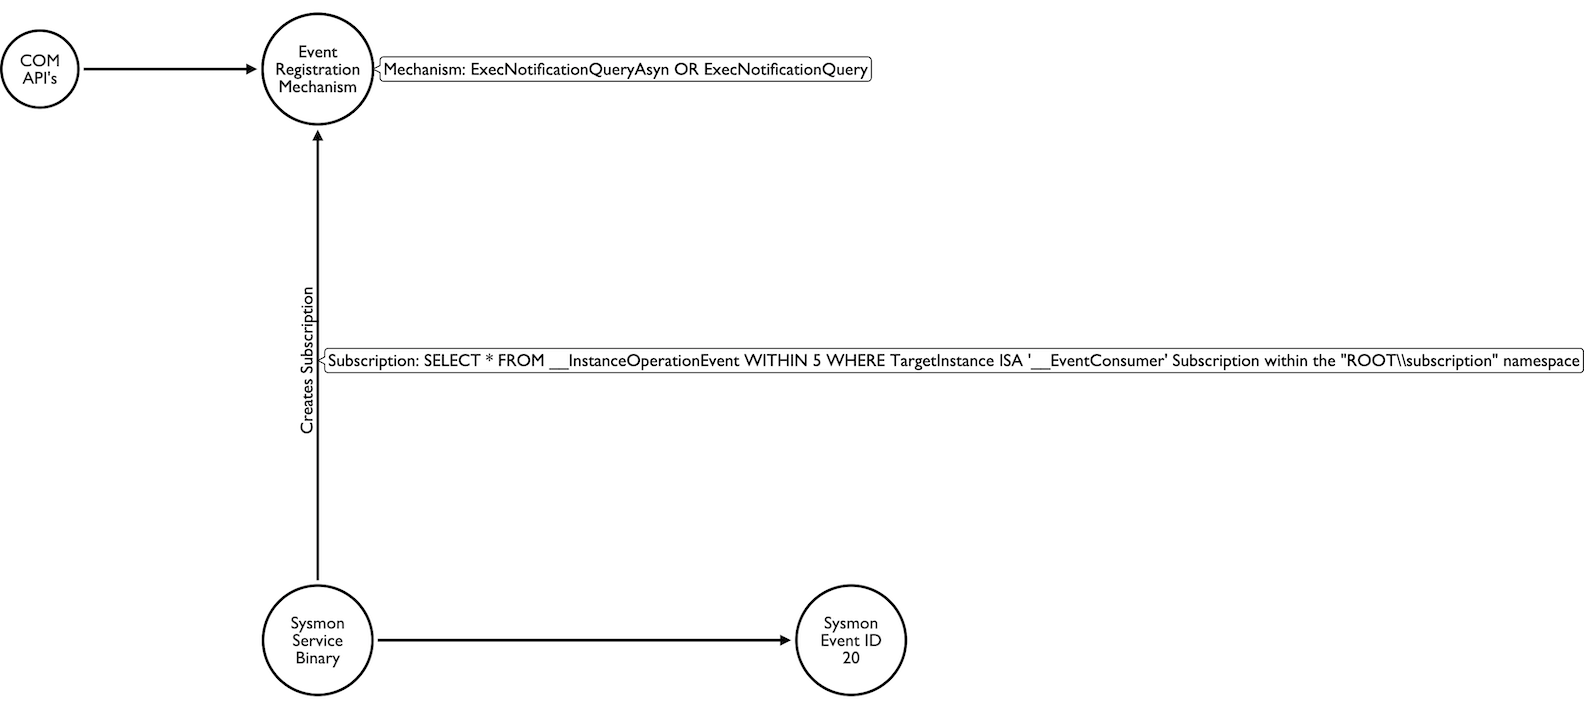 COM
API's
Event
Registration
Mechanism
Mechanism: ExecNotificationQueryAsyn OR ExecNotificationQuery
Creates Subscription
Subscription: SELECT * FROM __InstanceOperationEvent WITHIN 5 WHERE TargetInstance ISA '__EventConsumer' Subscription within the "ROOT\\subscription" namespace
Sysmon
Service
Binary
Sysmon
Event ID
20